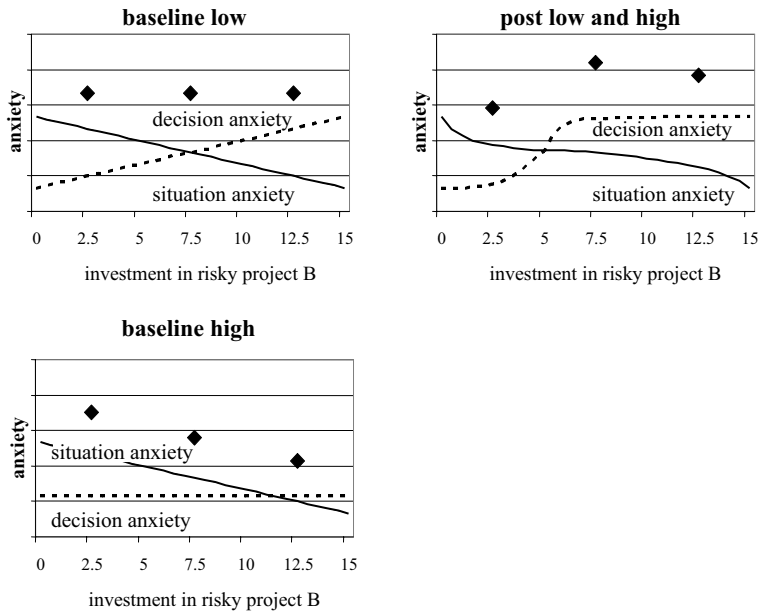 baseline low
anxiety
decision anxiety
situation anxiety
0 2.5 5 7.5 10 12.5 15
investment in risky project B
post low and high
anxiety
decision anxiety
situation anxiety
0 2.5 5 7.5 10 12.5 15
investment in risky project B
baseline high
anxiety
situation anxiety
decision anxiety
0 2.5 5 7.5 10 12.5 15
investment in risky project B